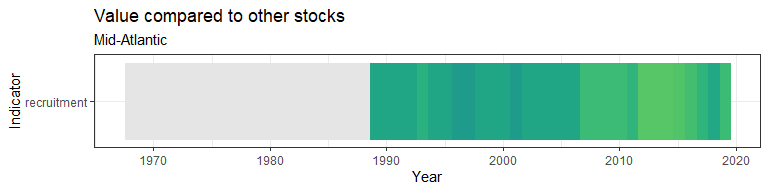 Value compared to other stocks
Mid-Atlantic
Indicator
recruitment
1970 1980 1990 2000 2010 2020
Year